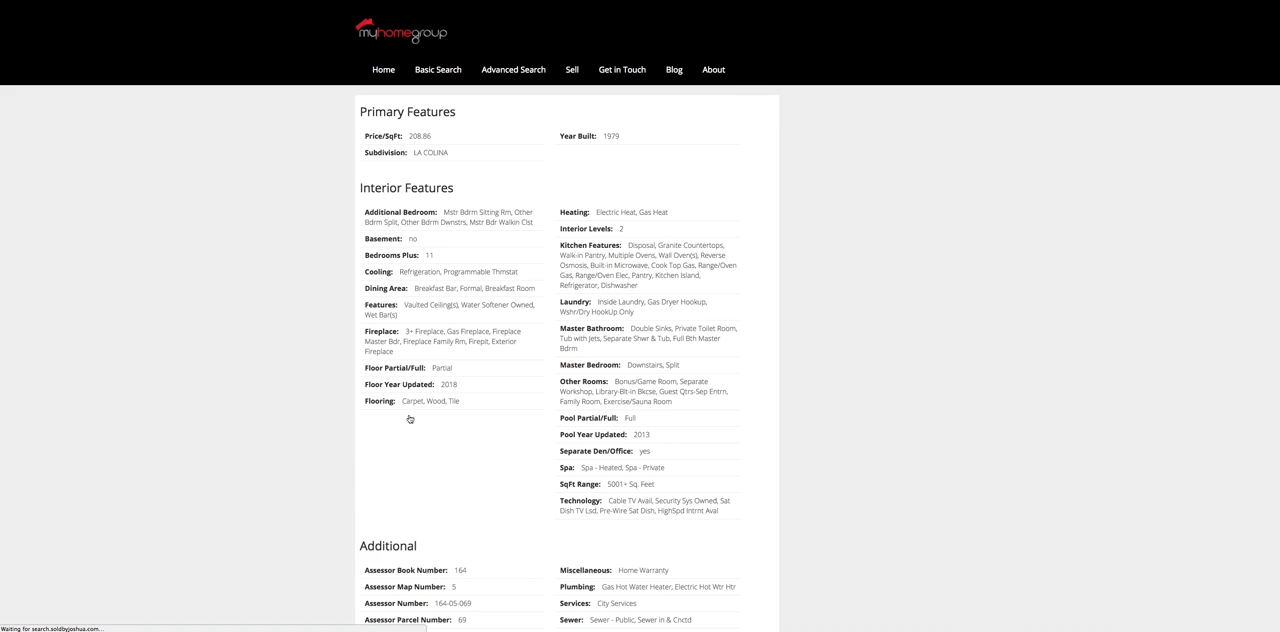 myhomegroup
Home Basic Search Advanced Search Sell Get in Touch Blog About
Primary Features
Price/SqFt: 208.86
Subdivision: LA COLINA
Year Built: 1979
Interior Features
Additional Bedroom: Mstr Bdrm Sitting Rm, Other
Bdrm Split, Other Bdrm Dwnstrs, Mstr Bdr Walkin Clst
Basement: no
Bedrooms Plus: 11
Cooling: Refrigeration, Programmable Thmstat
Dining Area: Breakfast Bar, Formal, Breakfast Room
Features: Vaulted Ceiling(s), Water Softener Owned,
Wet Bar(s)
Fireplace: 3+ Fireplace, Gas Fireplace, Fireplace
Master Bdr, Fireplace Family Rm, Firepit, Exterior
Fireplace
Floor Partial/Full: Partial
Floor Year Updated: 2018
Flooring: Carpet, Wood, Tile
Heating: Electric Heat, Gas Heat
Interior Levels: 2
Kitchen Features: Disposal, Granite Countertops,
Walk-in Pantry, Multiple Ovens, Wall Oven(s), Reverse
Osmosis, Built-in Microwave, Cook Top Gas, Range/Oven
Gas, Range/Oven Elec, Pantry, Kitchen Island,
Refrigerator, Dishwasher
Laundry: Inside Laundry, Gas Dryer Hookup,
Wshr/Dry HookUp Only
Master Bathroom: Double Sinks, Private Toilet Room,
Tub with Jets, Separate Shwr & Tub, Full Bth Master
Bdrm
Master Bedroom: Downstairs, Split
Other Rooms: Bonus/Game Room, Separate
Workshop, Library-Blt-in Bkcse, Guest Qtrs-Sep Entrn,
Family Room, Exercise/Sauna Room
Pool Partial/Full: Full
Pool Year Updated: 2013
Separate Den/Office: yes
Spa: Spa - Heated, Spa - Private
SqFt Range: 5001+ Sq. Feet
Technology: Cable TV Avail, Security Sys Owned, Sat
Dish TV Lsd, Pre-Wire Sat Dish, HighSpd Intrnt Aval
Additional
Assessor Book Number: 164
Assessor Map Number: 5
Assessor Number: 164-05-069
Assessor Parcel Number: 69
Miscellaneous: Home Warranty
Plumbing: Gas Hot Water Heater, Electric Hot Wtr Htr
Services: City Services
Sewer: Sewer - Public, Sewer in & Cnctd
Waiting for search.soldbyjoshua.com...